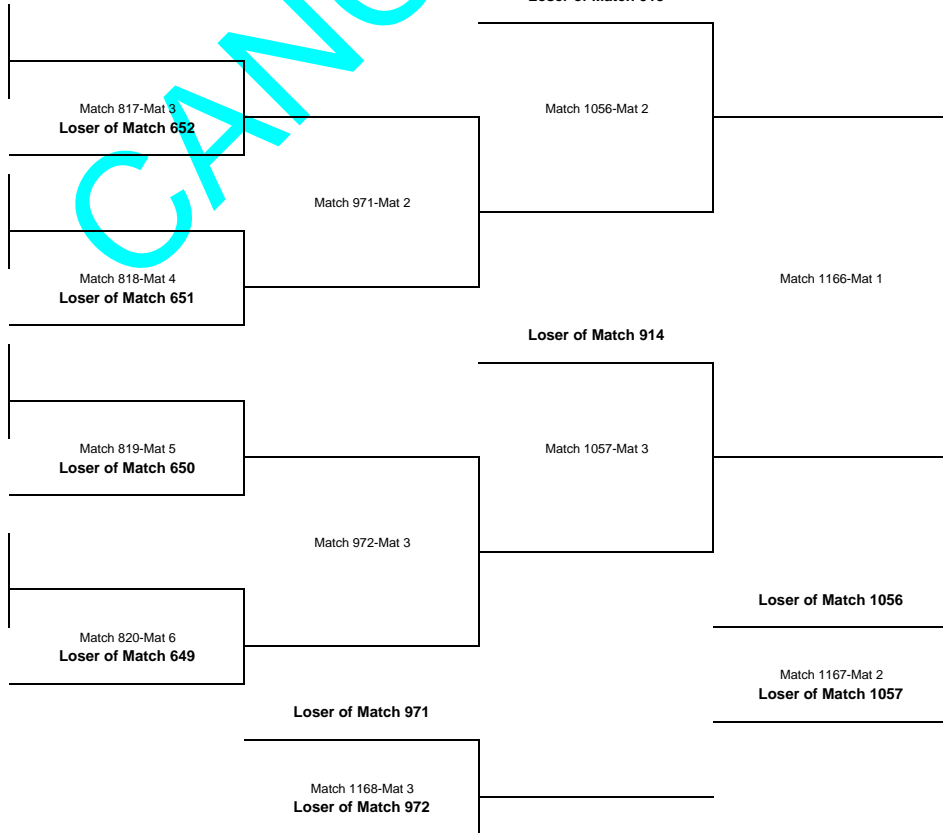 Match 817-Mat 3
Loser of Match 652
Match 818-Mat 4
Loser of Match 651
Match 819-Mat 5
Loser of Match 650
Match 820-Mat 6
Loser of Match 649
Match 971-Mat 2
Match 972-Mat 3
Loser of Match 971
Match 1168-Mat 3
Loser of Match 972
Loser of Match
Match 1056-Mat 2
Loser of Match 914
Match 1057-Mat 3
Match 1166-Mat 1
Loser of Match 1056
Match 1167-Mat 2
Loser of Match 1057